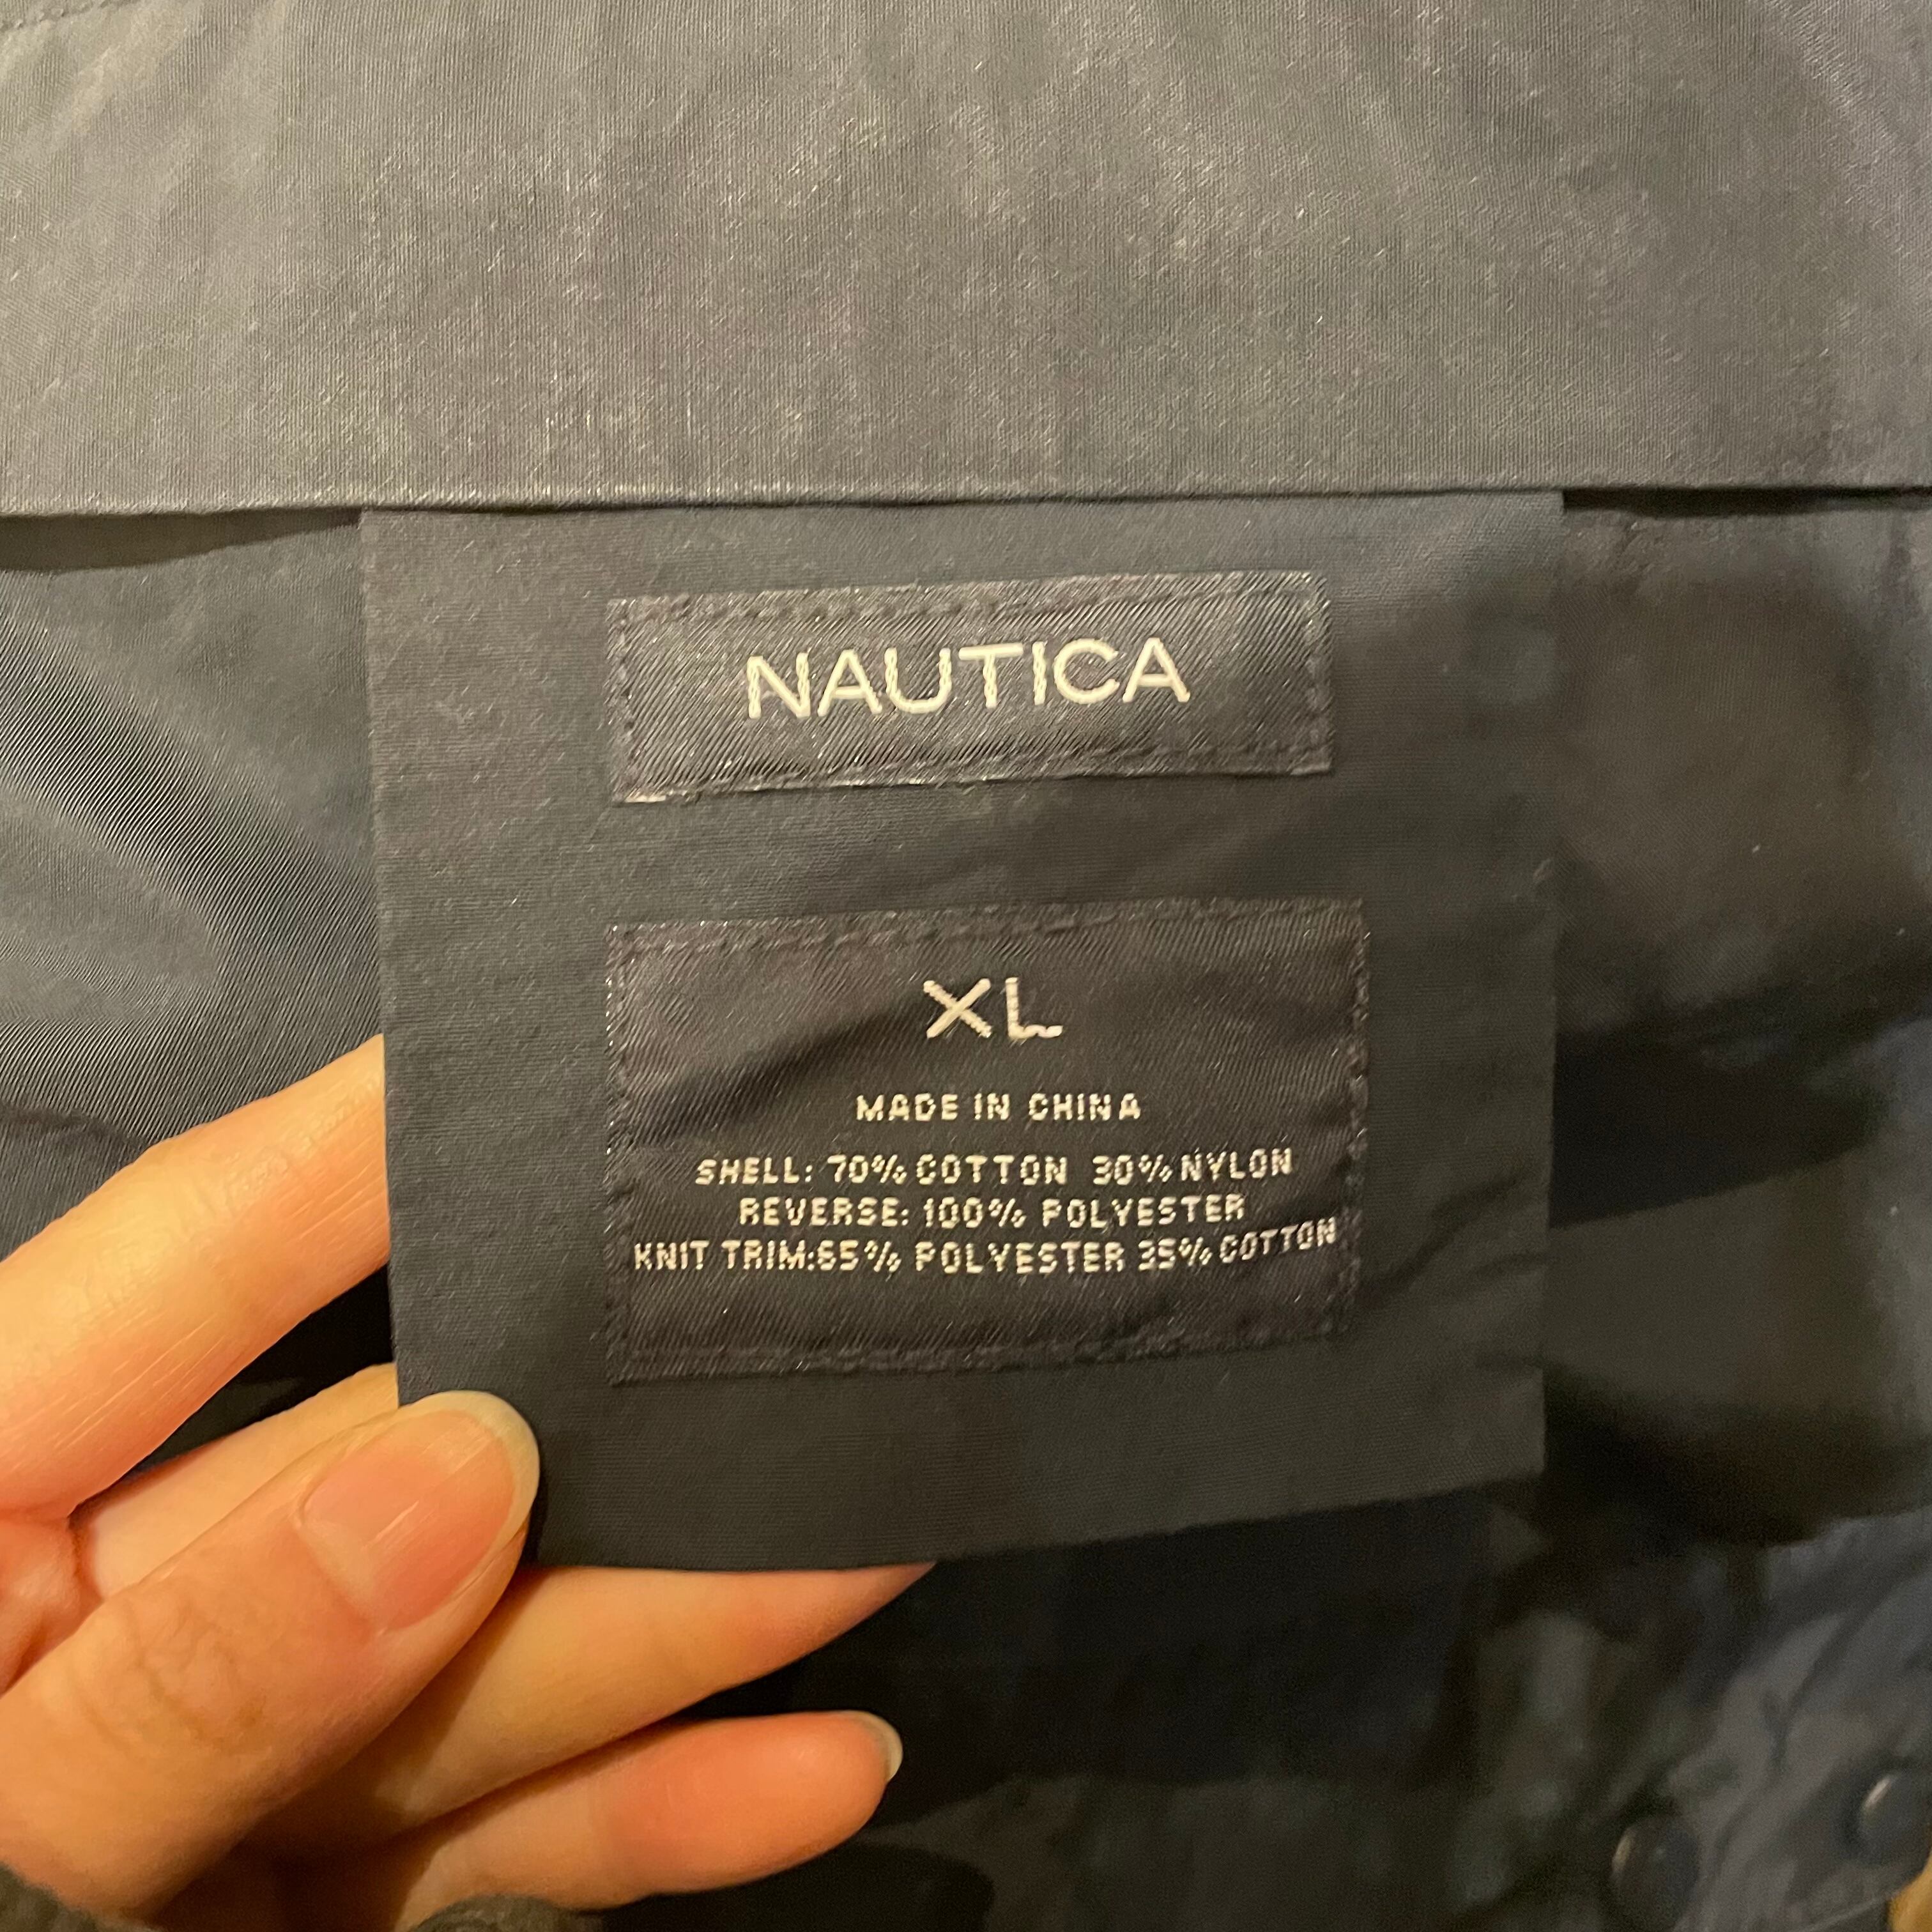 NAUTICA
XL
MADE IN CHINA
SHELL: 70% COTTON 30% NYLON
REVERSE: 100% POLYESTER
KNIT TRIM:65% POLYESTER 35% COTTON